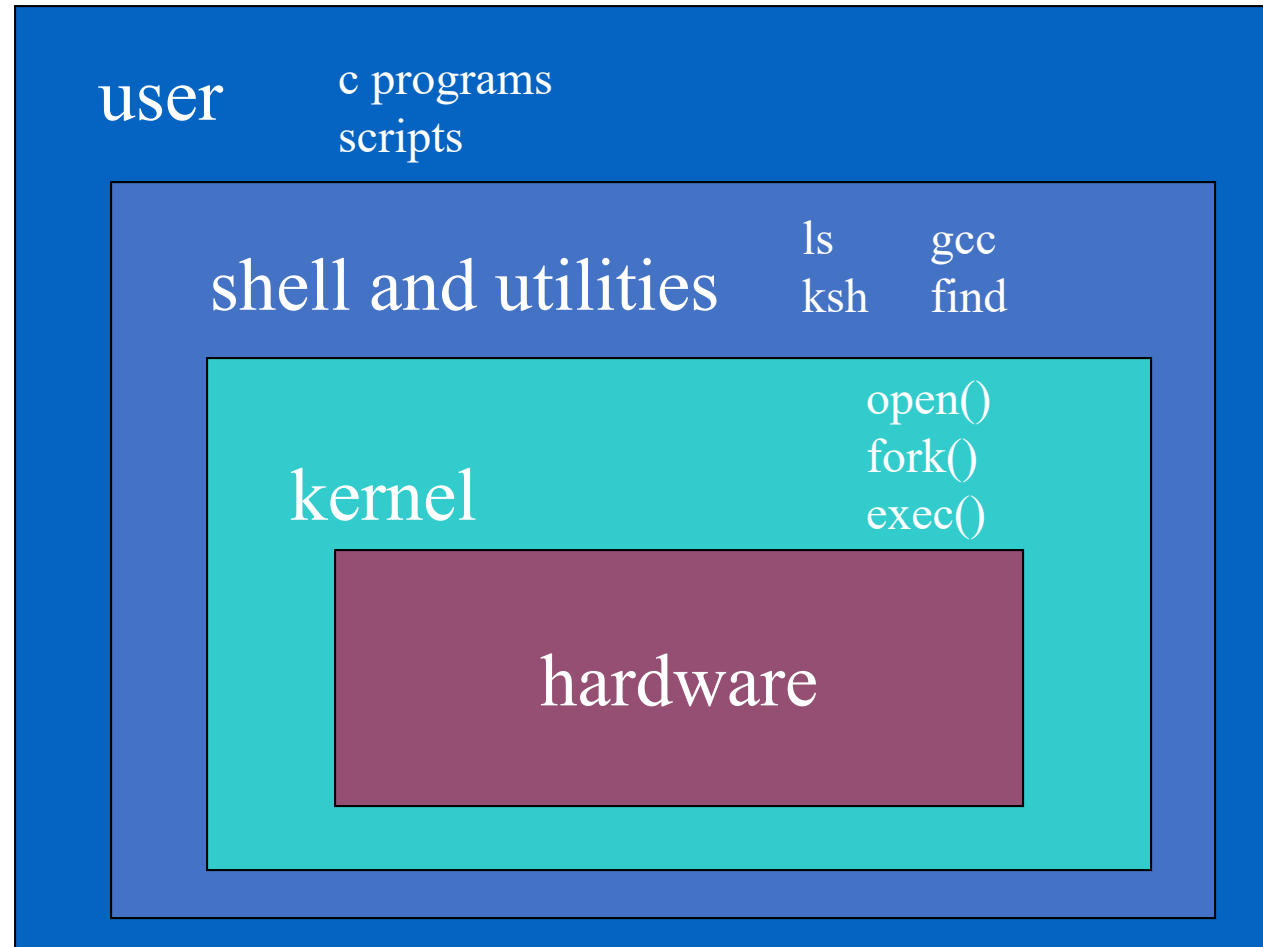 user
c programs
scripts
shell and utilities
ls gcc
ksh find
kernel
open()
fork()
exec()
hardware